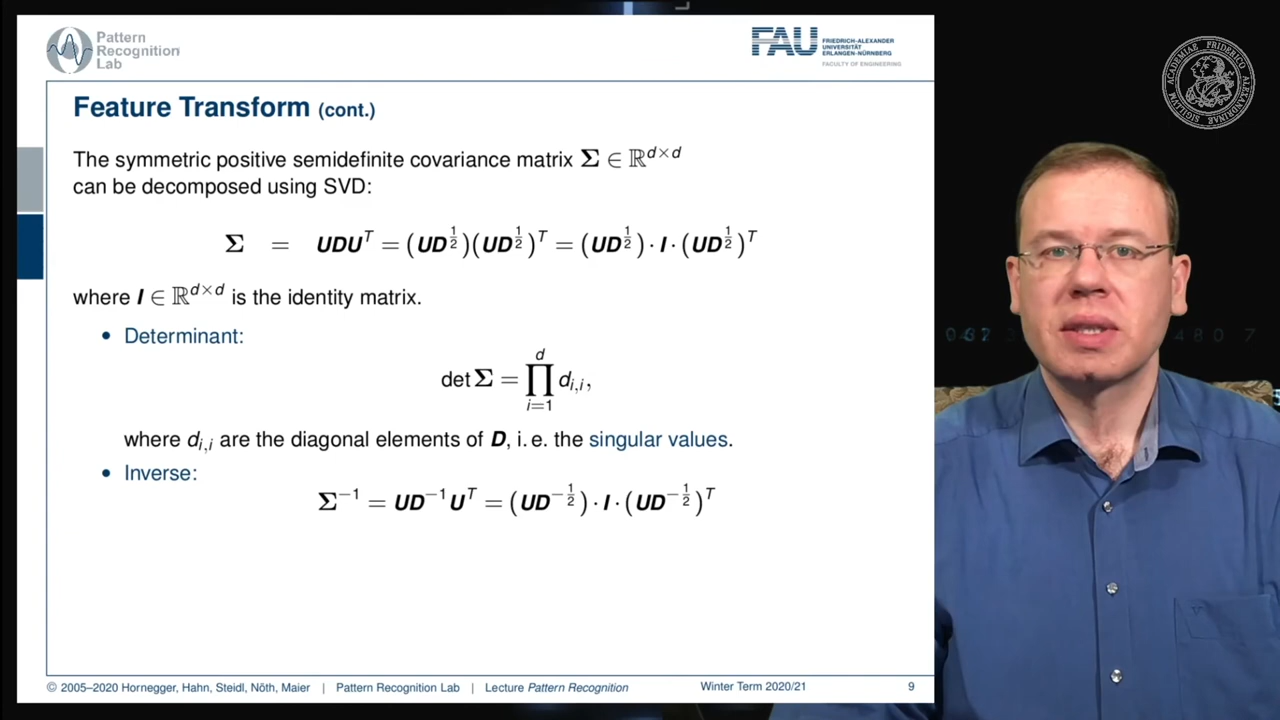 Pattern
Recognition
Lab
FAU
FRIEDRICH-ALEXANDER
UNIVERSITÄT
ERLANGEN-NÜRNBERG
FACULTY OF ENGINEERING
ACADEMIAE FRIDERICO ALEXANDRINAE SIGILLVM
Feature Transform (cont.)
The symmetric positive semidefinite covariance matrix Σ ∈ ℝ^{d×d}
can be decomposed using SVD:
Σ = UDU^T = (UD^{1/2})(UD^{1/2})^T = (UD^{1/2}) · I · (UD^{1/2})^T
where I ∈ ℝ^{d×d} is the identity matrix.
• Determinant:
det Σ = ∏_{i=1}^{d} d_{i,i},
where d_{i,i} are the diagonal elements of D, i. e. the singular values.
• Inverse:
Σ^{−1} = UD^{−1}U^T = (UD^{−1/2}) · I · (UD^{−1/2})^T
© 2005–2020 Hornegger, Hahn, Steidl, Nöth, Maier | Pattern Recognition Lab | Lecture Pattern Recognition Winter Term 2020/21 9